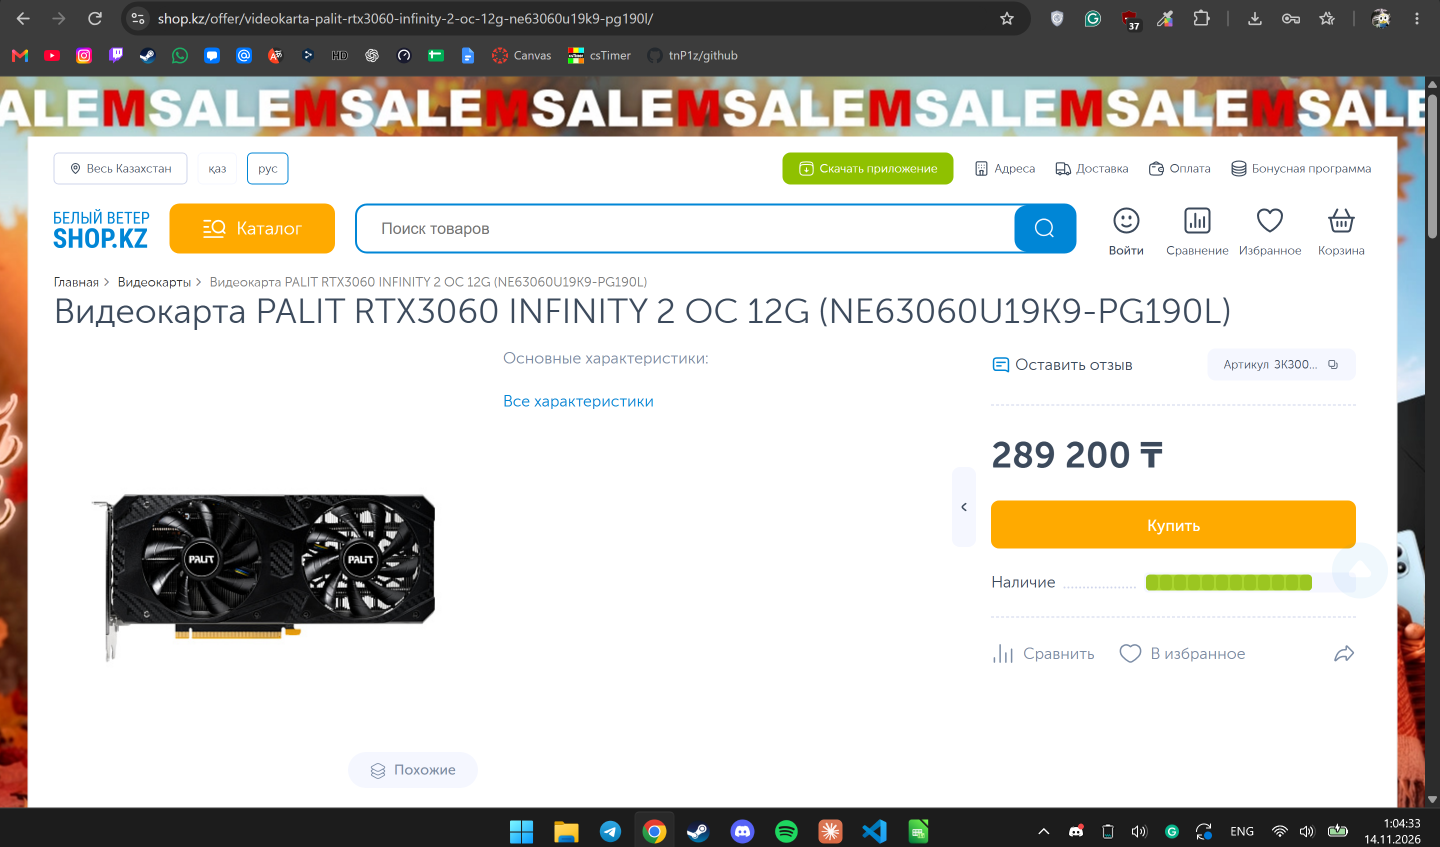 shop.kz/offer/videokarta-palit-rtx3060-infinity-2-oc-12g-ne63060u19k9-pg190l/
37
HD
Canvas
csTimer
tnP1z/github
ALEMSALEMSALEMSALEMSALEMSALEMSALEMSALE
Весь Казахстан
қаз
рус
Скачать приложение
Адреса
Доставка
Оплата
Бонусная программа
БЕЛЫЙ ВЕТЕР
SHOP.KZ
Каталог
Поиск товаров
Войти
Сравнение
Избранное
Корзина
Главная > Видеокарты > Видеокарта PALIT RTX3060 INFINITY 2 OC 12G (NE63060U19K9-PG190L)
Видеокарта PALIT RTX3060 INFINITY 2 OC 12G (NE63060U19K9-PG190L)
Основные характеристики:
Все характеристики
PALIT
PALIT
Похожие
Оставить отзыв
Артикул ЗК300...
289 200 ₸
Купить
Наличие
Сравнить
В избранное
ENG
1:04:33
14.11.2026